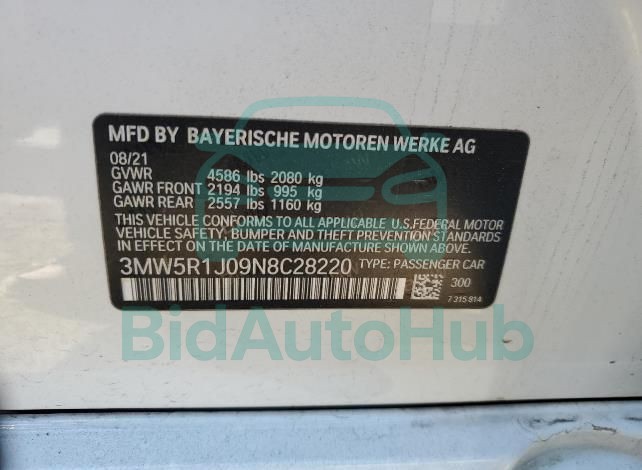 MFD BY BAYERISCHE MOTOREN WERKE AG
08/21
GVWR 4586 lbs 2080 kg
GAWR FRONT 2194 lbs 995 kg
GAWR REAR 2557 lbs 1160 kg
THIS VEHICLE CONFORMS TO ALL APPLICABLE U.S.FEDERAL MOTOR
VEHICLE SAFETY, BUMPER AND THEFT PREVENTION STANDARDS
IN EFFECT ON THE DATE OF MANUFACTURE SHOWN ABOVE.
3MW5R1J09N8C28220 TYPE: PASSENGER CAR
300
7 315 814
BidAutoHub